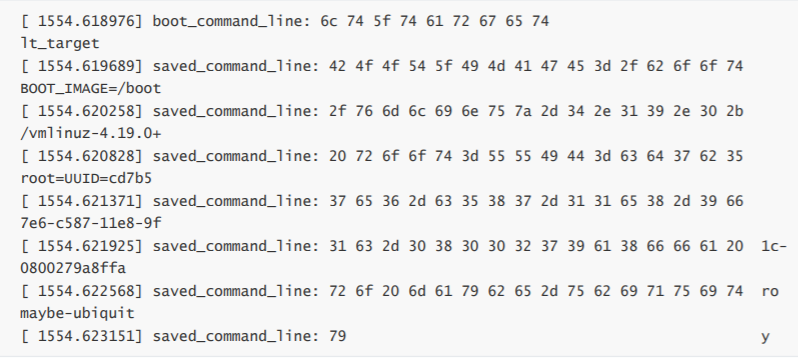 [ 1554.618976] boot_command_line: 6c 74 5f 74 61 72 67 65 74
lt_target
[ 1554.619689] saved_command_line: 42 4f 4f 54 5f 49 4d 41 47 45 3d 2f 62 6f 6f 74
BOOT_IMAGE=/boot
[ 1554.620258] saved_command_line: 2f 76 6d 6c 69 6e 75 7a 2d 34 2e 31 39 2e 30 2b
/vmlinuz-4.19.0+
[ 1554.620828] saved_command_line: 20 72 6f 6f 74 3d 55 55 49 44 3d 63 64 37 62 35
root=UUID=cd7b5
[ 1554.621371] saved_command_line: 37 65 36 2d 63 35 38 37 2d 31 31 65 38 2d 39 66
7e6-c587-11e8-9f
[ 1554.621925] saved_command_line: 31 63 2d 30 38 30 30 32 37 39 61 38 66 66 61 20 1c-
0800279a8ffa
[ 1554.622568] saved_command_line: 72 6f 20 6d 61 79 62 65 2d 75 62 69 71 75 69 74 ro
maybe-ubiquit
[ 1554.623151] saved_command_line: 79 y